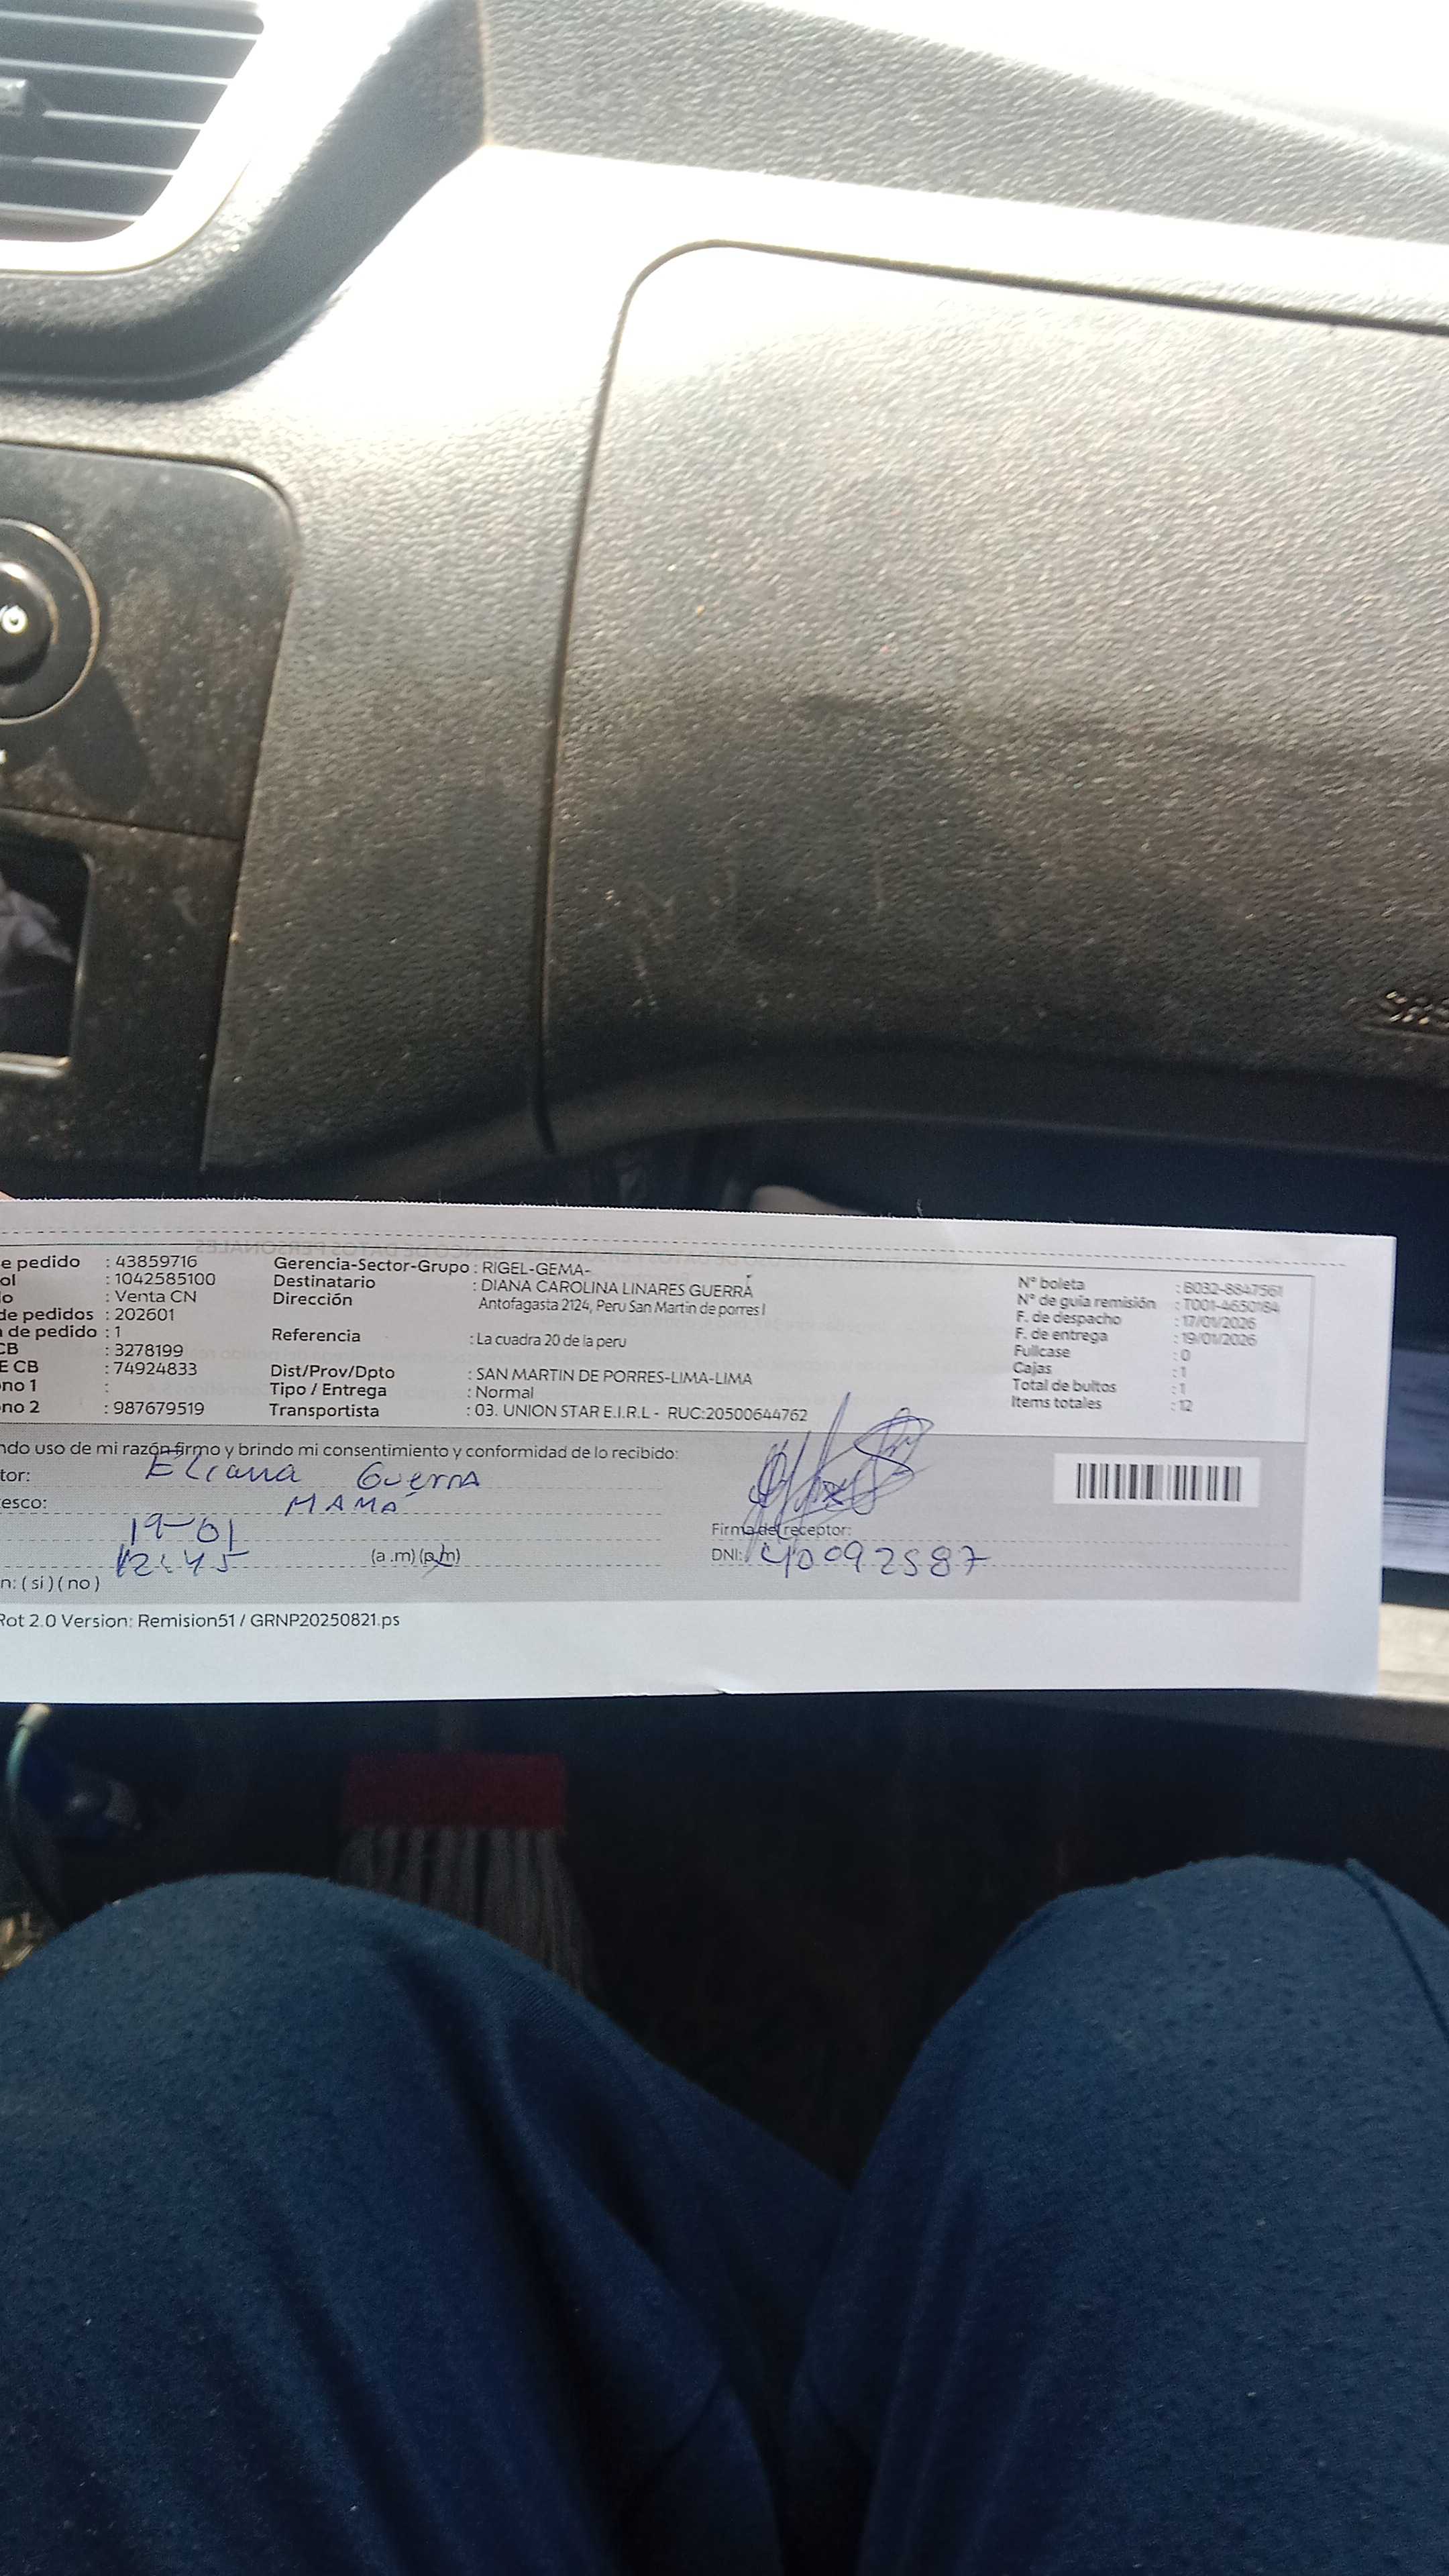 e pedido : 43859716
ol : 1042585100
o : Venta CN
de pedidos : 202601
a de pedido : 1
CB : 3278199
E CB : 74924833
ono 1 :
ono 2 : 987679519
Gerencia-Sector-Grupo : RIGEL-GEMA-
Destinatario : DIANA CAROLINA LINARES GUERRA
Dirección Antofagasta 2124, Peru San Martin de porres I
Referencia : La cuadra 20 de la peru
Dist/Prov/Dpto : SAN MARTIN DE PORRES-LIMA-LIMA
Tipo / Entrega : Normal
Transportista : 03. UNION STAR E.I.R.L - RUC:20500644762
N° boleta : B032-8847561
N° de guía remisión : T001-4650184
F. de despacho : 17/01/2026
F. de entrega : 19/01/2026
Fullcase : 0
Cajas : 1
Total de bultos : 1
Items totales : 12
ndo uso de mi razón firmo y brindo mi consentimiento y conformidad de lo recibido:
tor: Eliana Guerra
esco: MAMA
19-01
12:45 (a .m) (p.m)
n: ( si ) ( no )
Firma del receptor:
DNI: 40092587
Rot 2.0 Version: Remision51 / GRNP20250821.ps